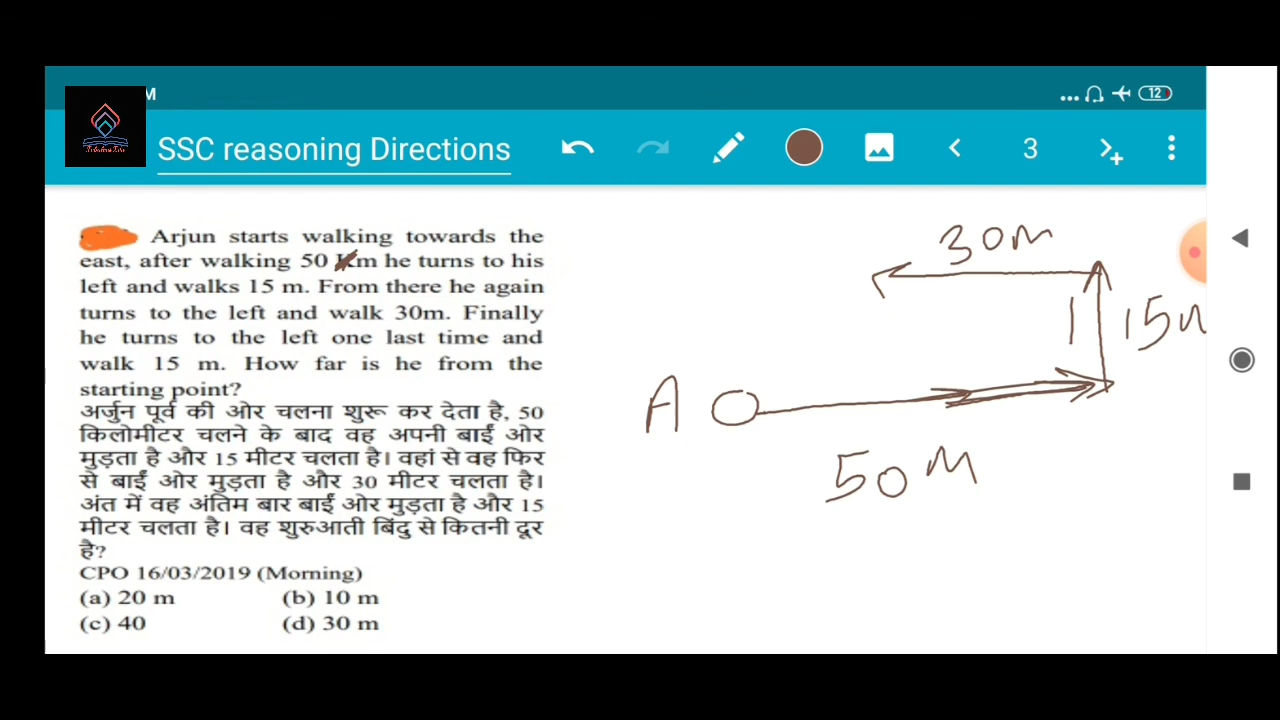 M
12
SSC reasoning Directions
3
Arjun starts walking towards the
east, after walking 50 Km he turns to his
left and walks 15 m. From there he again
turns to the left and walk 30m. Finally
he turns to the left one last time and
walk 15 m. How far is he from the
starting point?
अर्जुन पूर्व की ओर चलना शुरू कर देता है, 50
किलोमीटर चलने के बाद वह अपनी बाईं ओर
मुड़ता है और 15 मीटर चलता है। वहां से वह फिर
से बाईं ओर मुड़ता है और 30 मीटर चलता है।
अंत में वह अंतिम बार बाईं ओर मुड़ता है और 15
मीटर चलता है। वह शुरुआती बिंदु से कितनी दूर
है?
CPO 16/03/2019 (Morning)
(a) 20 m (b) 10 m
(c) 40 (d) 30 m
30m
15m
A
50m